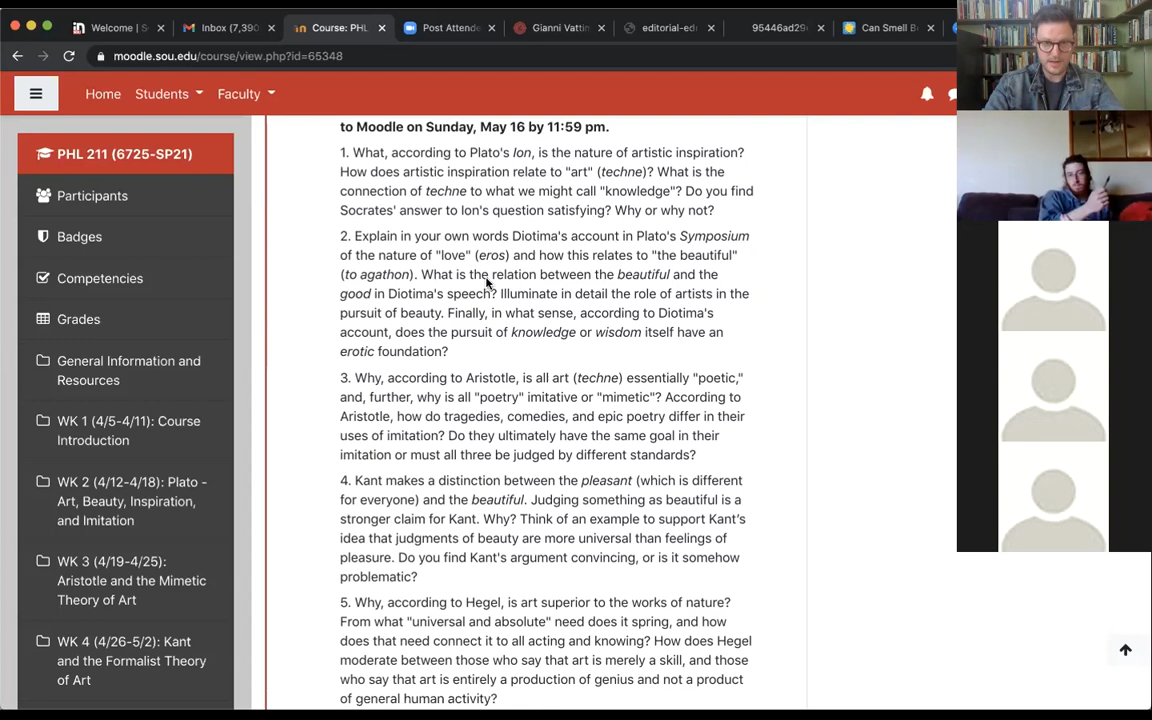 Welcome | S
Inbox (7,390
Course: PHL
Post Attende
Gianni Vattin
editorial-edi
95446ad29
Can Smell B
moodle.sou.edu/course/view.php?id=65348
Home Students Faculty
PHL 211 (6725-SP21)
Participants
Badges
Competencies
Grades
General Information and
Resources
WK 1 (4/5-4/11): Course
Introduction
WK 2 (4/12-4/18): Plato -
Art, Beauty, Inspiration,
and Imitation
WK 3 (4/19-4/25):
Aristotle and the Mimetic
Theory of Art
WK 4 (4/26-5/2): Kant
and the Formalist Theory
of Art
to Moodle on Sunday, May 16 by 11:59 pm.
1. What, according to Plato's Ion, is the nature of artistic inspiration?
How does artistic inspiration relate to "art" (techne)? What is the
connection of techne to what we might call "knowledge"? Do you find
Socrates' answer to Ion's question satisfying? Why or why not?
2. Explain in your own words Diotima's account in Plato's Symposium
of the nature of "love" (eros) and how this relates to "the beautiful"
(to agathon). What is the relation between the beautiful and the
good in Diotima's speech? Illuminate in detail the role of artists in the
pursuit of beauty. Finally, in what sense, according to Diotima's
account, does the pursuit of knowledge or wisdom itself have an
erotic foundation?
3. Why, according to Aristotle, is all art (techne) essentially "poetic,"
and, further, why is all "poetry" imitative or "mimetic"? According to
Aristotle, how do tragedies, comedies, and epic poetry differ in their
uses of imitation? Do they ultimately have the same goal in their
imitation or must all three be judged by different standards?
4. Kant makes a distinction between the pleasant (which is different
for everyone) and the beautiful. Judging something as beautiful is a
stronger claim for Kant. Why? Think of an example to support Kant's
idea that judgments of beauty are more universal than feelings of
pleasure. Do you find Kant's argument convincing, or is it somehow
problematic?
5. Why, according to Hegel, is art superior to the works of nature?
From what "universal and absolute" need does it spring, and how
does that need connect it to all acting and knowing? How does Hegel
moderate between those who say that art is merely a skill, and those
who say that art is entirely a production of genius and not a product
of general human activity?